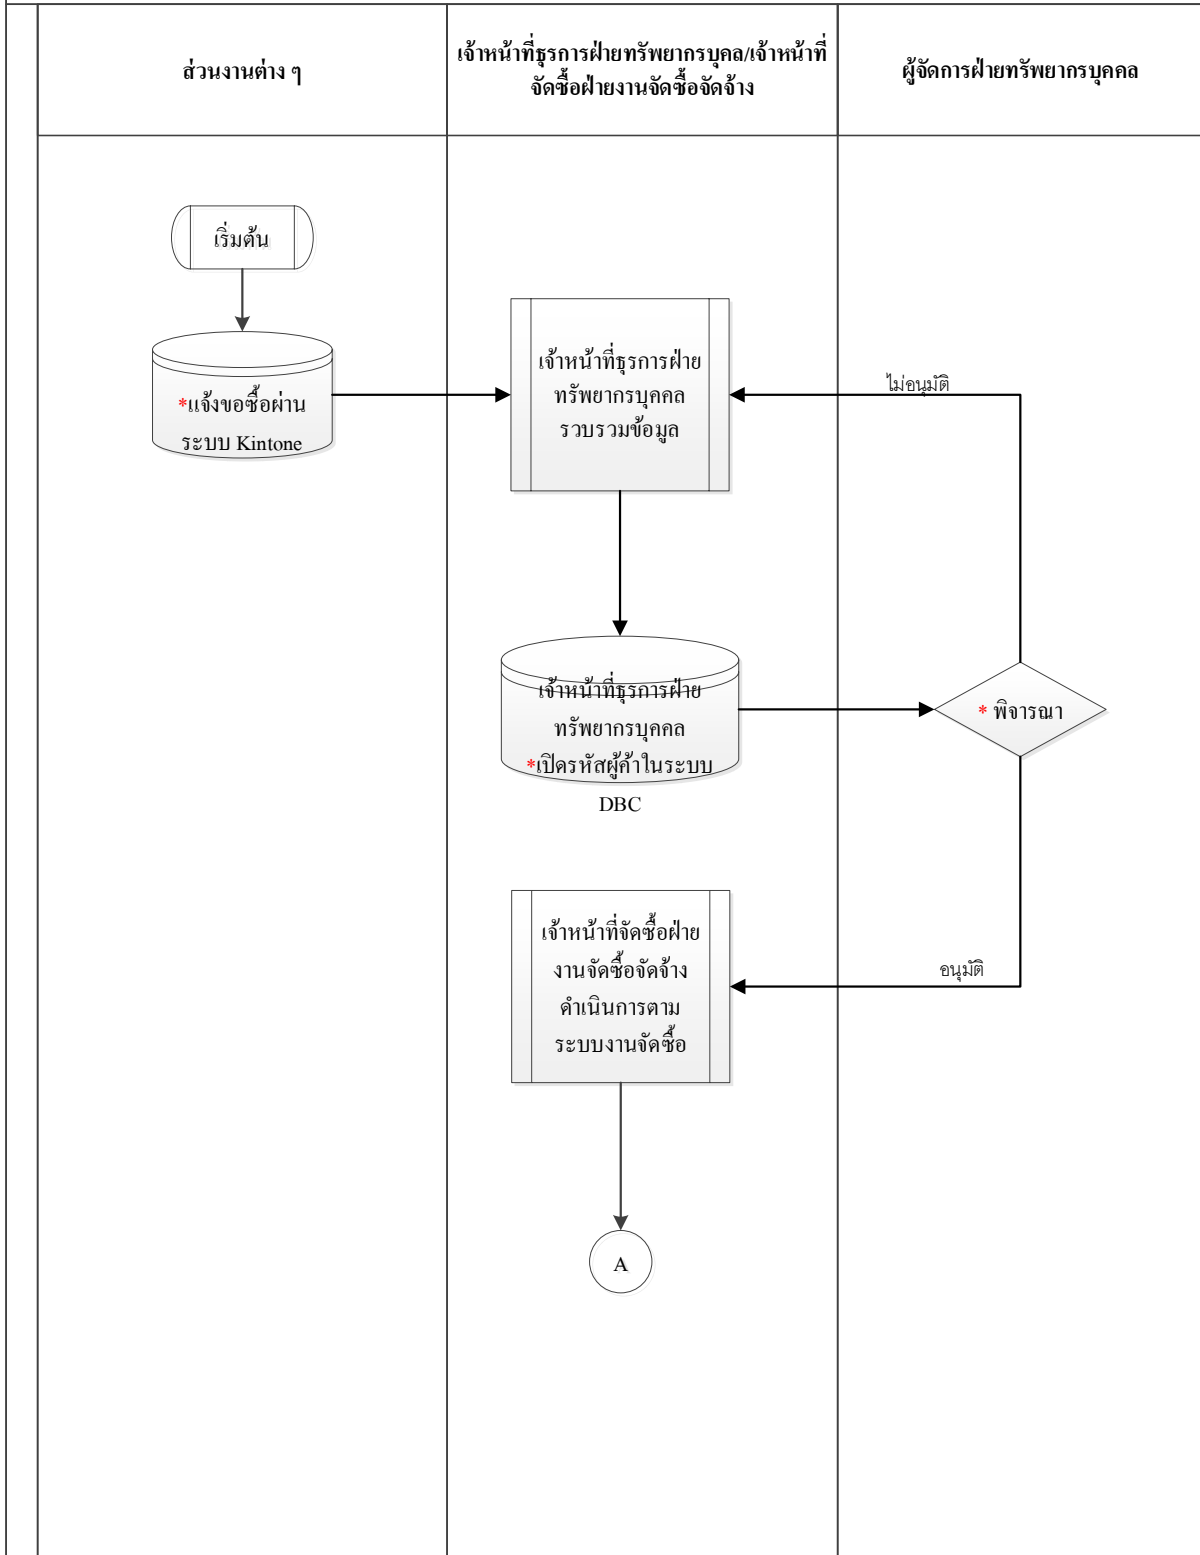 ส่วนงานต่าง ๆ
เจ้าหน้าที่ธุรการฝ่ายทรัพยากรบุคล/เจ้าหน้าที่
จัดซื้อฝ่ายงานจัดซื้อจัดจ้าง
ผู้จัดการฝ่ายทรัพยากรบุคคล
เริ่มต้น
*แจ้งขอซื้อผ่าน
ระบบ Kintone
เจ้าหน้าที่ธุรการฝ่าย
ทรัพยากรบุคคล
รวบรวมข้อมูล
ไม่อนุมัติ
เจ้าหน้าที่ธุรการฝ่าย
ทรัพยากรบุคคล
*เปิดรหัสผู้ค้าในระบบ
DBC
* พิจารณา
เจ้าหน้าที่จัดซื้อฝ่าย
งานจัดซื้อจัดจ้าง
ดำเนินการตาม
ระบบงานจัดซื้อ
อนุมัติ
A